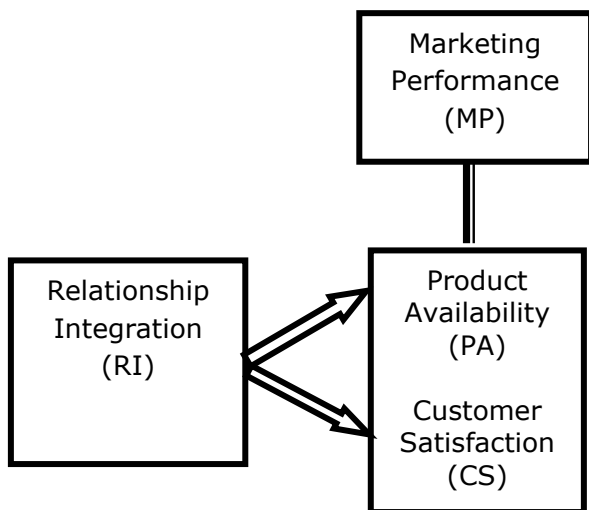 Marketing
Performance
(MP)
Relationship
Integration
(RI)
Product
Availability
(PA)
Customer
Satisfaction
(CS)